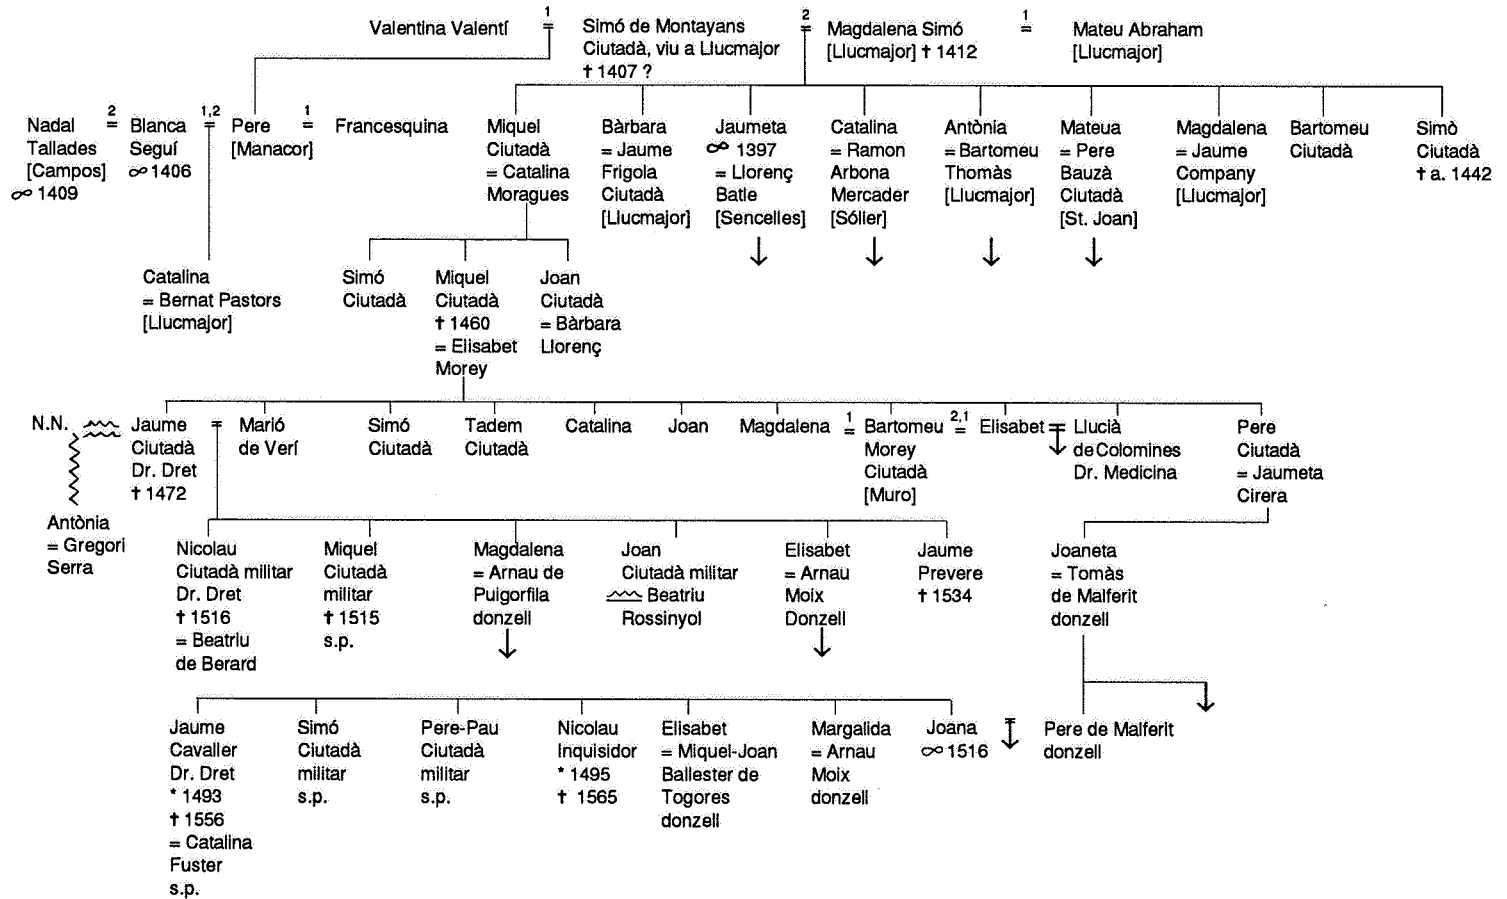 Valentina Valentí
1
=
Simó de Montayans
Ciutadà, viu a Llucmajor
† 1407 ?
2
=
Magdalena Simó
[Llucmajor] † 1412
1
=
Mateu Abraham
[Llucmajor]
Nadal
Tallades
[Campos]
∞ 1409
2
=
Blanca
Seguí
∞ 1406
1,2
=
Pere
[Manacor]
1
=
Francesquina
Miquel
Ciutadà
= Catalina
Moragues
Bàrbara
= Jaume
Frigola
Ciutadà
[Llucmajor]
Jaumeta
∞ 1397
= Llorenç
Batle
[Sencelles]
Catalina
= Ramon
Arbona
Mercader
[Sóller]
Antònia
= Bartomeu
Thomàs
[Llucmajor]
Mateua
= Pere
Bauzà
Ciutadà
[St. Joan]
Magdalena
= Jaume
Company
[Llucmajor]
Bartomeu
Ciutadà
Simò
Ciutadà
† a. 1442
Catalina
= Bernat Pastors
[Llucmajor]
Simó
Ciutadà
Miquel
Ciutadà
† 1460
= Elisabet
Morey
Joan
Ciutadà
= Bàrbara
Llorenç
N.N.
Jaume
Ciutadà
Dr. Dret
† 1472
=
Marió
de Verí
Simó
Ciutadà
Tadem
Ciutadà
Catalina
Joan
Magdalena
1
=
Bartomeu
Morey
Ciutadà
[Muro]
2,1
=
Elisabet
=
Llucià
de Colomines
Dr. Medicina
Pere
Ciutadà
= Jaumeta
Cirera
Antònia
= Gregori
Serra
Nicolau
Ciutadà militar
Dr. Dret
† 1516
= Beatriu
de Berard
Miquel
Ciutadà
militar
† 1515
s.p.
Magdalena
= Arnau de
Puigorfila
donzell
Joan
Ciutadà militar
Beatriu
Rossinyol
Elisabet
= Arnau
Moix
Donzell
Jaume
Prevere
† 1534
Joaneta
= Tomàs
de Malferit
donzell
Jaume
Cavaller
Dr. Dret
* 1493
† 1556
= Catalina
Fuster
s.p.
Simó
Ciutadà
militar
s.p.
Pere-Pau
Ciutadà
militar
s.p.
Nicolau
Inquisidor
* 1495
† 1565
Elisabet
= Miquel-Joan
Ballester de
Togores
donzell
Margalida
= Arnau
Moix
donzell
Joana
∞ 1516
=
Pere de Malferit
donzell